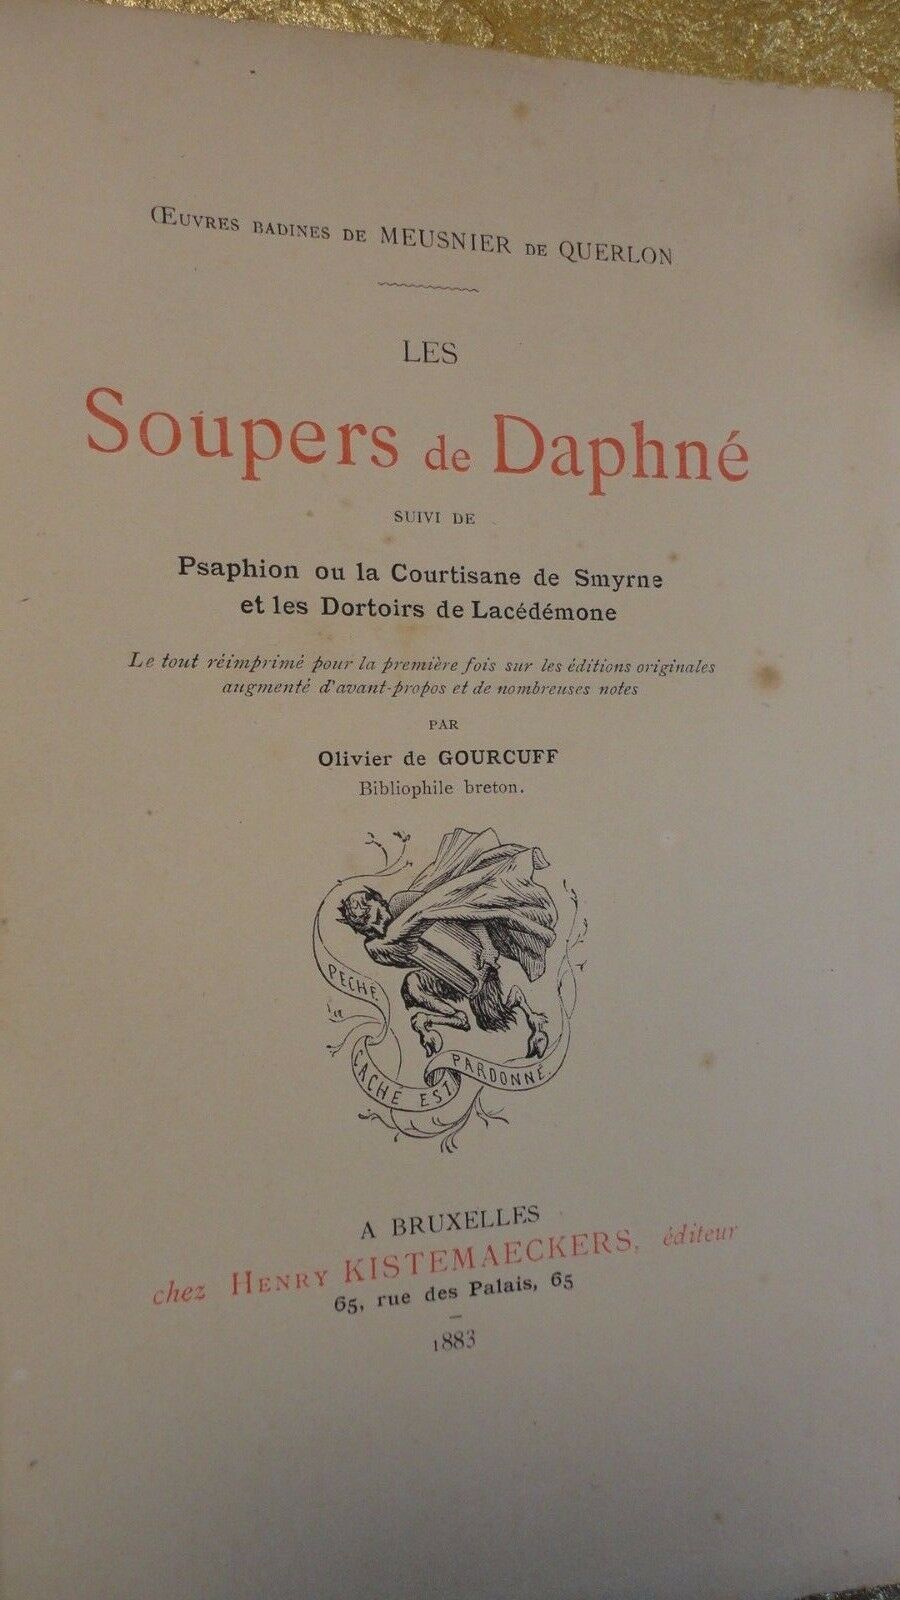 ŒUVRES BADINES DE MEUSNIER DE QUERLON
LES
Soupers de Daphné
SUIVI DE
Psaphion ou la Courtisane de Smyrne
et les Dortoirs de Lacédémone
Le tout réimprimé pour la première fois sur les éditions originales
augmenté d'avant-propos et de nombreuses notes
PAR
Olivier de GOURCUFF
Bibliophile breton.
PECHÉ
CACHÉ EST
PARDONNÉ.
A BRUXELLES
chez HENRY KISTEMAECKERS, éditeur
65, rue des Palais, 65
1883